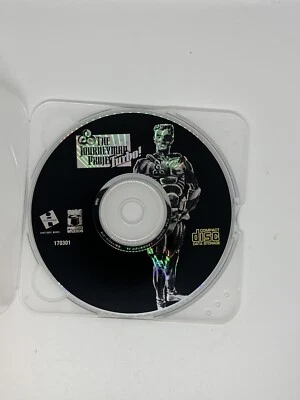 THE
JOURNEYMAN
PROJECT
Turbo!
170301
COMPACT
disc
DATA STORAGE